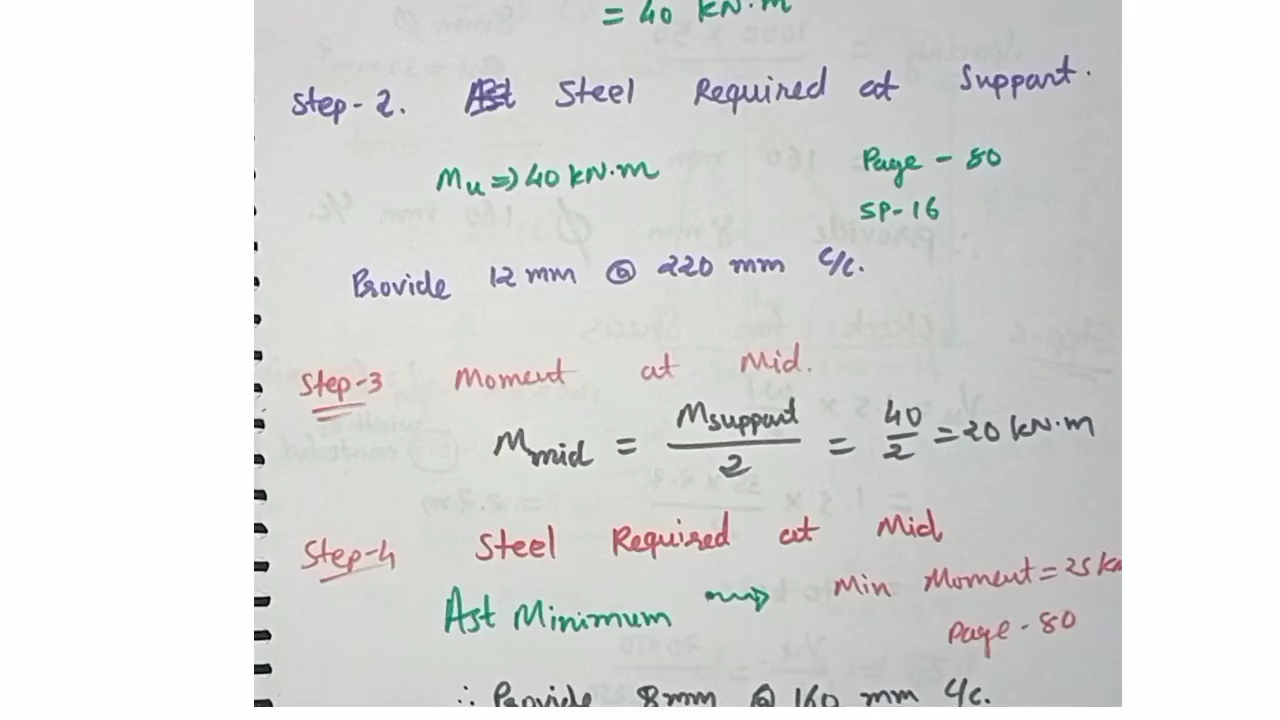 = 40 kN.m
Step-2. Ast Steel Required at Support.
Mu => 40 kN.m Page - 80
SP-16
Provide 12 mm @ 220 mm c/c.
Step-3 Moment at Mid.
Mmid = Msupport/2 = 40/2 = 20 kN.m
Step-4 Steel Required at Mid
Ast Minimum ⇝ Min Moment = 25 kN
Page - 80
∴ Provide 8mm @ 160 mm c/c.